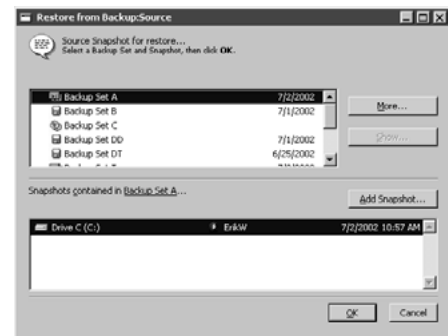 Restore from Backup:Source
Source Snapshot for restore...
Select a Backup Set and Snapshot, then click OK.
Backup Set A 7/2/2002
Backup Set B 7/1/2002
Backup Set C
Backup Set DD 7/1/2002
Backup Set DT 6/25/2002
More...
Show...
Snapshots contained in Backup Set A...
Add Snapshot...
Drive C (C:) ErikW 7/2/2002 10:57 AM
OK
Cancel